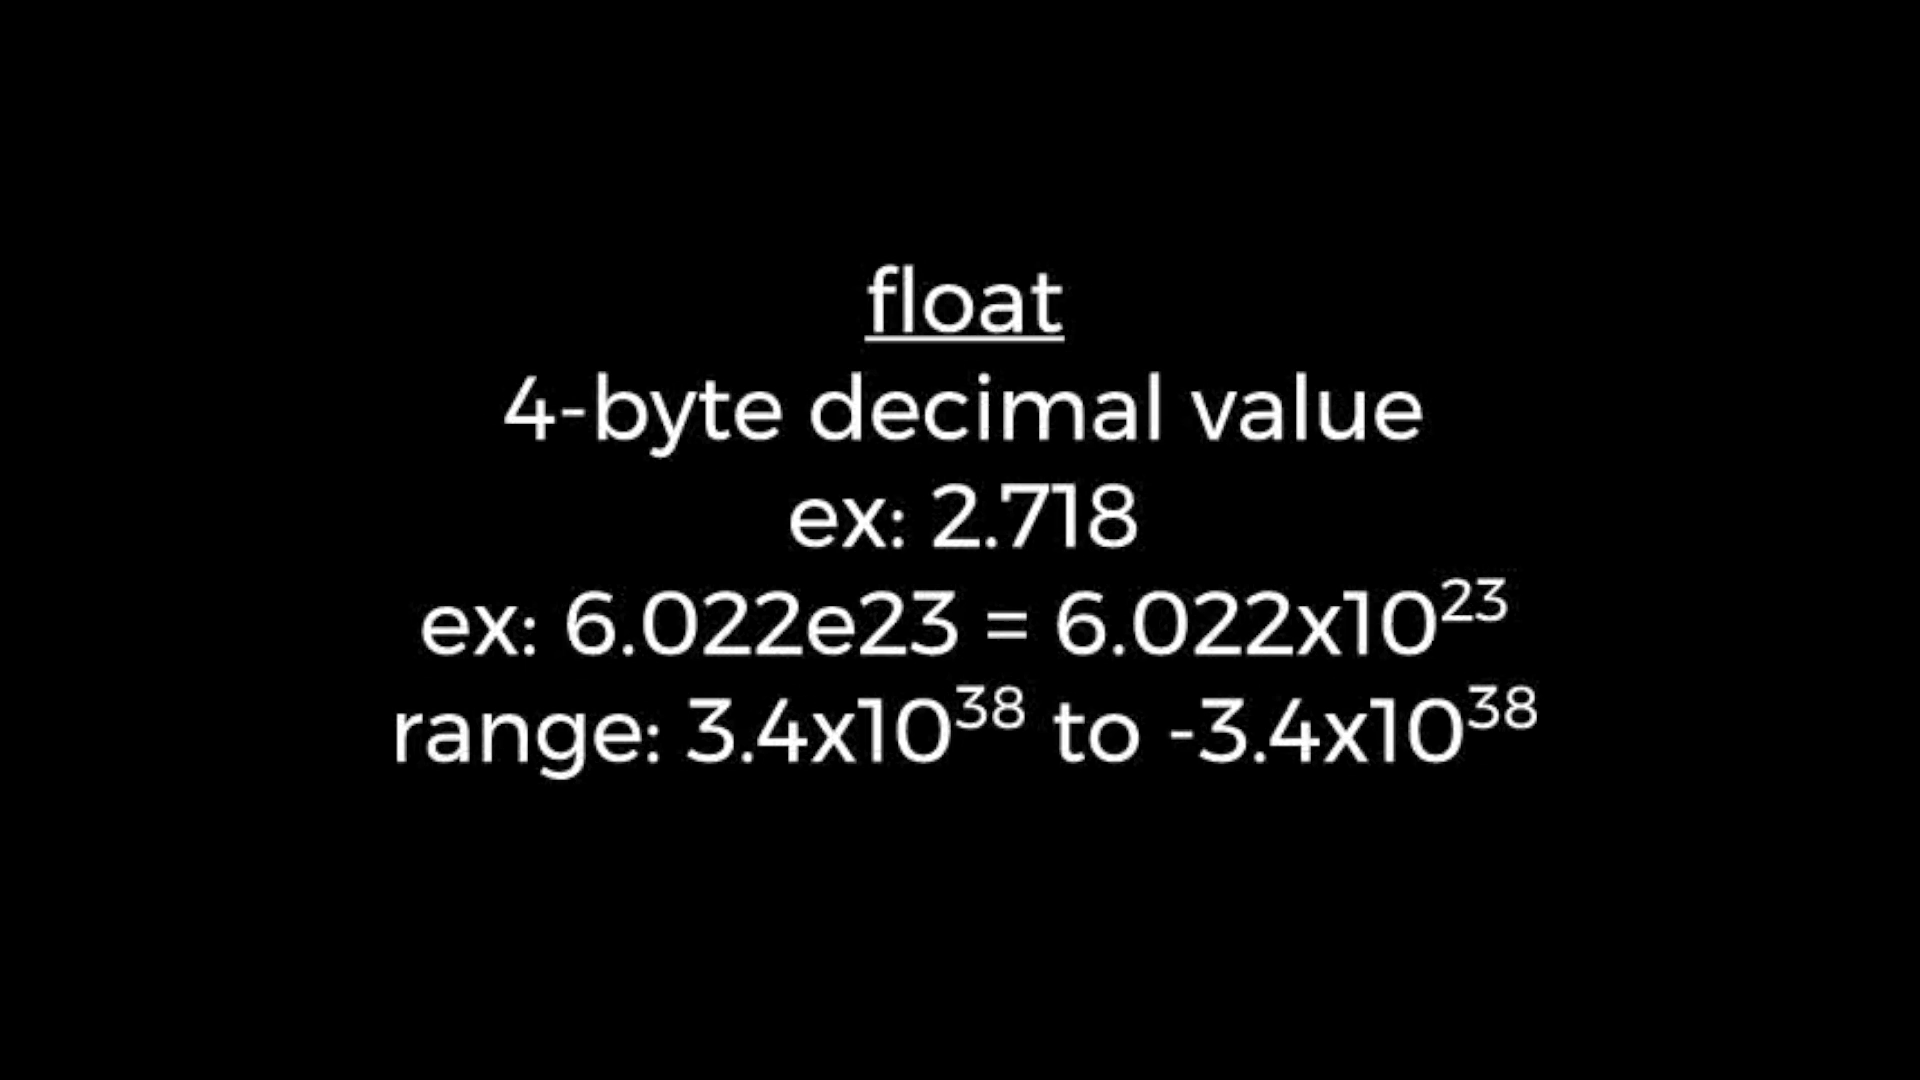 float
4-byte decimal value
ex: 2.718
ex: 6.022e23 = 6.022x10²³
range: 3.4x10³⁸ to -3.4x10³⁸